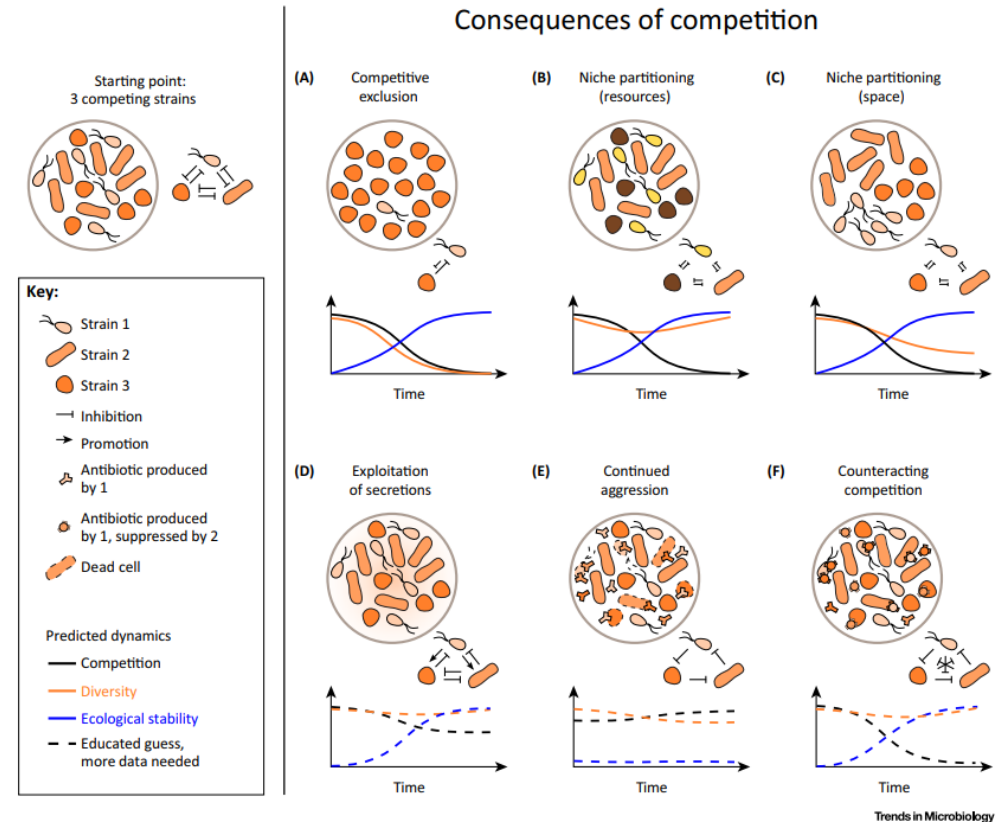 Consequences of competition
Starting point:
3 competing strains
Key:
Strain 1
Strain 2
Strain 3
Inhibition
Promotion
Antibiotic produced
by 1
Antibiotic produced
by 1, suppressed by 2
Dead cell
Predicted dynamics
Competition
Diversity
Ecological stability
Educated guess,
more data needed
(A)
Competitive
exclusion
Time
(B)
Niche partitioning
(resources)
Time
(C)
Niche partitioning
(space)
Time
(D)
Exploitation
of secretions
Time
(E)
Continued
aggression
Time
(F)
Counteracting
competition
Time
Trends in Microbiology